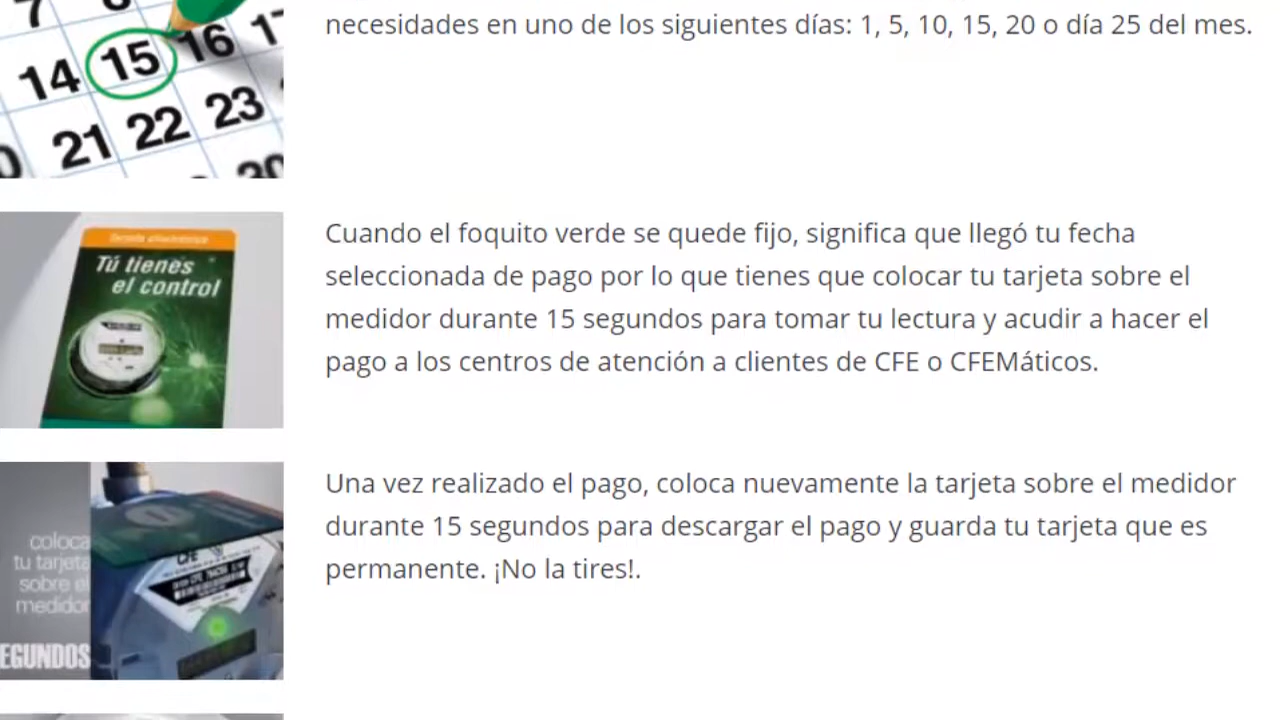 necesidades en uno de los siguientes días: 1, 5, 10, 15, 20 o día 25 del mes.
7
14 15 16
21 22 23
30
Tú tienes
el control
Cuando el foquito verde se quede fijo, significa que llegó tu fecha
seleccionada de pago por lo que tienes que colocar tu tarjeta sobre el
medidor durante 15 segundos para tomar tu lectura y acudir a hacer el
pago a los centros de atención a clientes de CFE o CFEMáticos.
coloca
tu tarjeta
sobre el
medidor
EGUNDOS
CFE
Una vez realizado el pago, coloca nuevamente la tarjeta sobre el medidor
durante 15 segundos para descargar el pago y guarda tu tarjeta que es
permanente. ¡No la tires!.